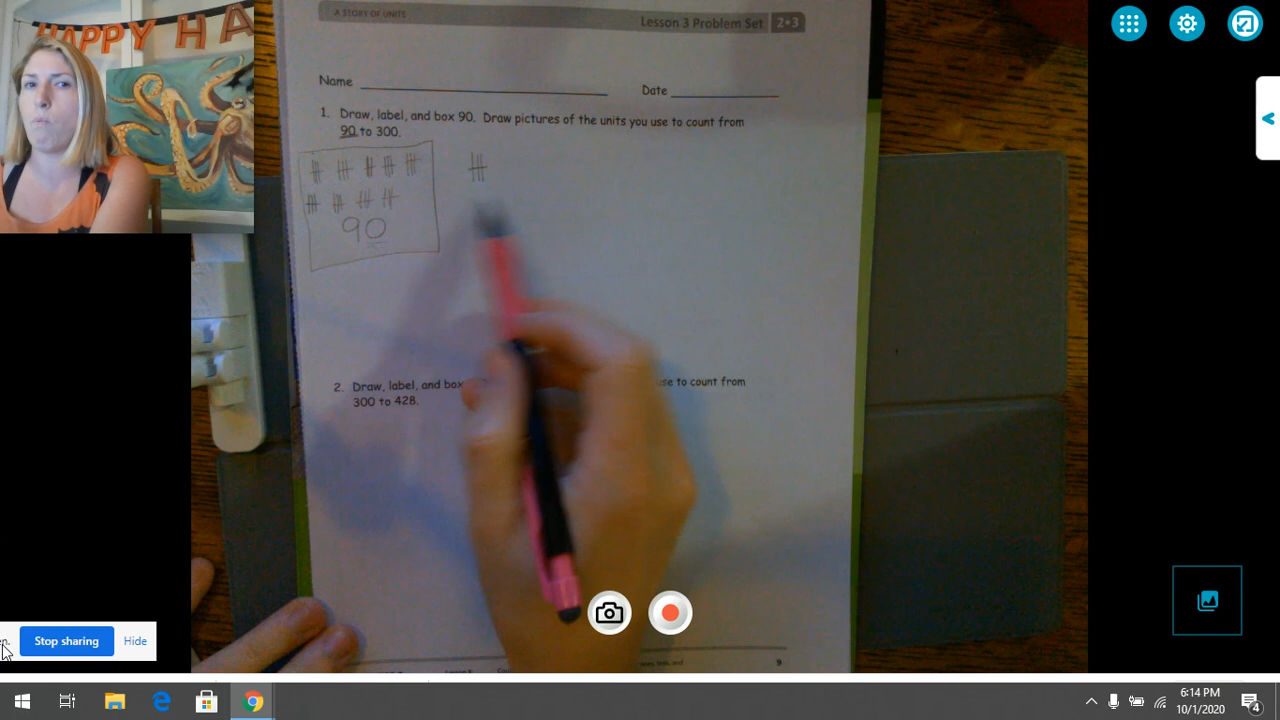 HAPPY HA
A STORY OF UNITS
Lesson 3 Problem Set 2•3
Name
Date
1. Draw, label, and box 90. Draw pictures of the units you use to count from
90 to 300.
90
2. Draw, label, and box
use to count from
300 to 428.
9
Stop sharing
Hide
6:14 PM
10/1/2020
4